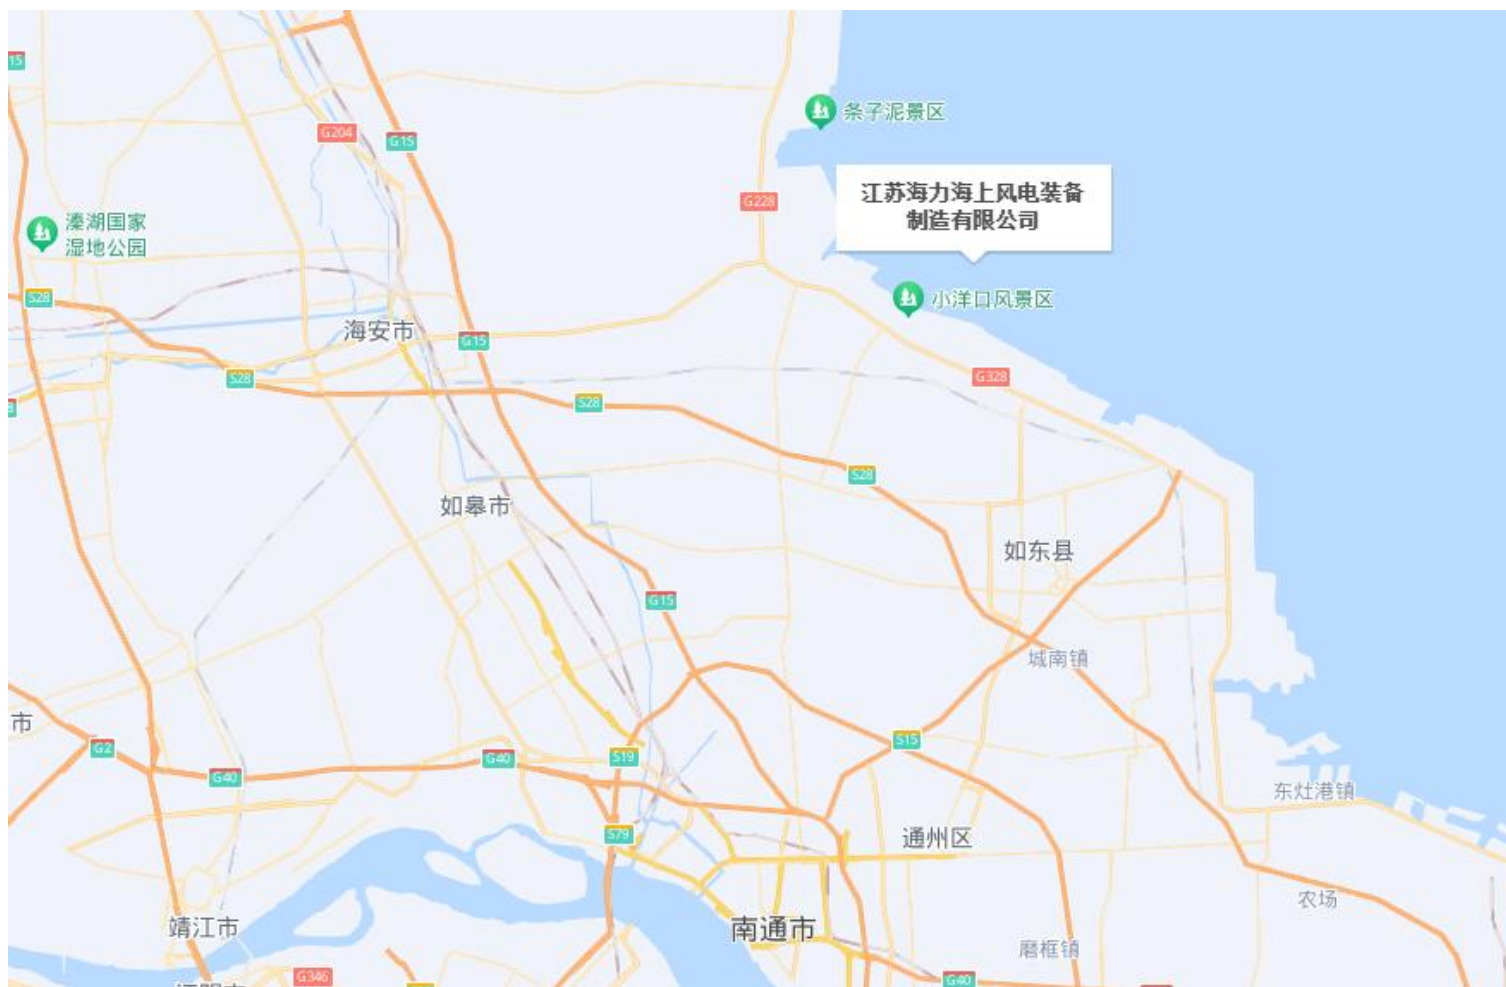 15
条子泥景区
G204
G15
江苏海力海上风电装备
制造有限公司
G228
溱湖国家
湿地公园
S28
小洋口风景区
海安市
G15
S28
G328
S28
8
S28
如皋市
如东县
G15
城南镇
市
G2
S15
G40
G40
S19
东灶港镇
S79
通州区
农场
靖江市
南通市
磨框镇
G346
G40